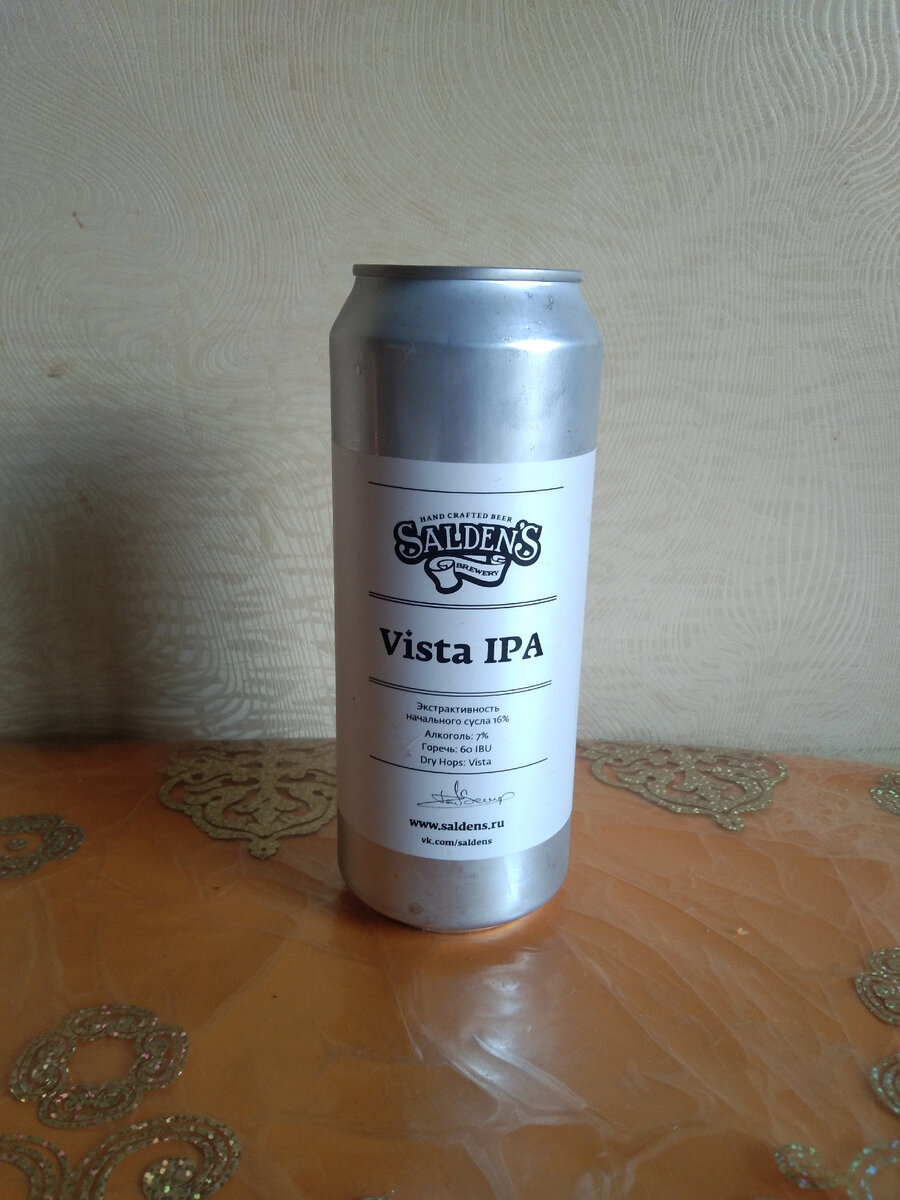 HAND CRAFTED BEER
SALDEN'S
BREWERY
Vista IPA
Экстрактивность
начального сусла 16%
Алкоголь: 7%
Горечь: 60 IBU
Dry Hops: Vista
www.saldens.ru
vk.com/saldens